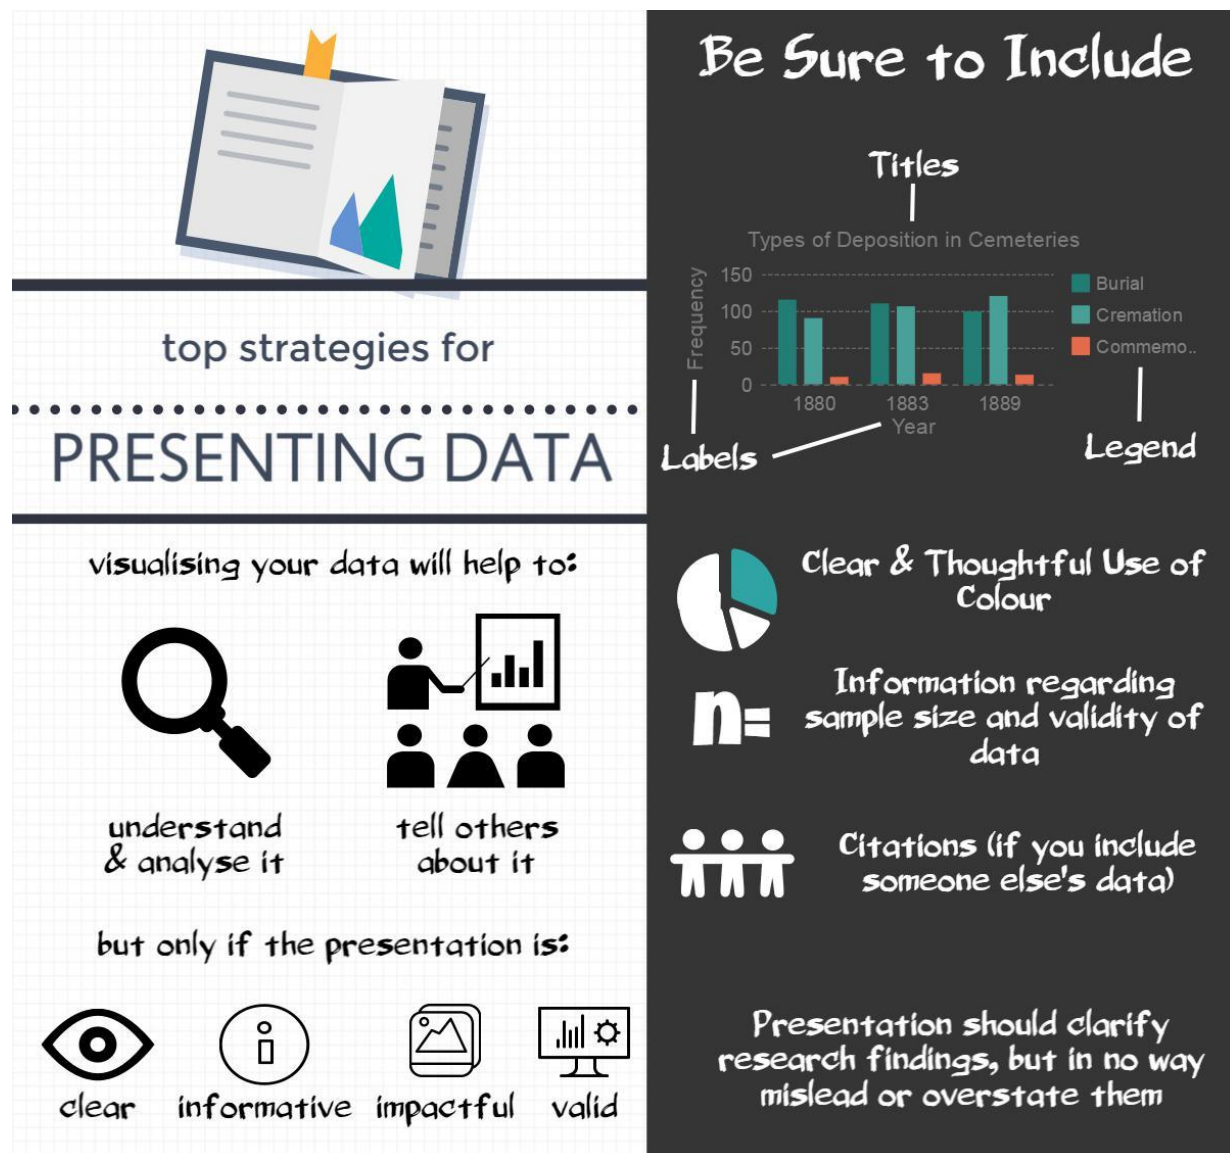 top strategies for
PRESENTING DATA
visualising your data will help to:
understand
& analyse it
tell others
about it
but only if the presentation is:
clear
informative
impactful
valid
Be Sure to Include
Titles
Types of Deposition in Cemeteries
Frequency
150
100
50
0
1880
1883
1889
Year
Burial
Cremation
Commemo..
Labels
Legend
Clear & Thoughtful Use of
Colour
n=
Information regarding
sample size and validity of
data
Citations (if you include
someone else's data)
Presentation should clarify
research findings, but in no way
mislead or overstate them